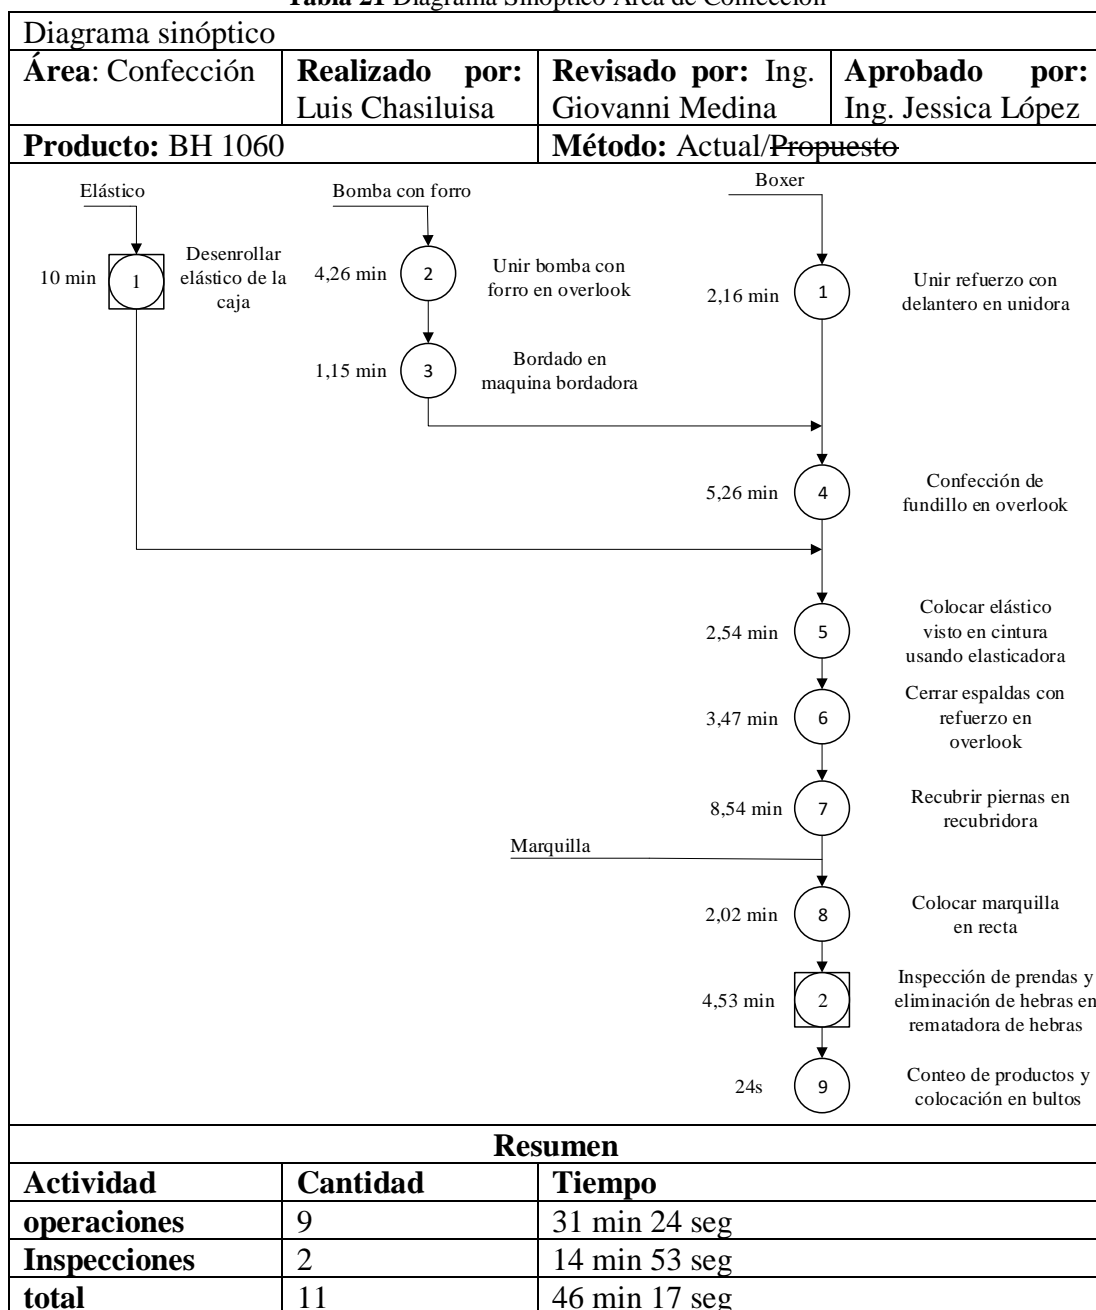 Tabla 21 Diagrama Sinóptico Área de Confección
Diagrama sinóptico
Área: Confección
Realizado por:
Luis Chasiluisa
Revisado por: Ing.
Giovanni Medina
Aprobado por:
Ing. Jessica López
Producto: BH 1060
Método: Actual/Propuesto
Elástico
Bomba con forro
Boxer
10 min
1
Desenrollar
elástico de la
caja
4,26 min
2
Unir bomba con
forro en overlook
2,16 min
1
Unir refuerzo con
delantero en unidora
1,15 min
3
Bordado en
maquina bordadora
5,26 min
4
Confección de
fundillo en overlook
2,54 min
5
Colocar elástico
visto en cintura
usando elasticadora
3,47 min
6
Cerrar espaldas con
refuerzo en
overlook
8,54 min
7
Recubrir piernas en
recubridora
Marquilla
2,02 min
8
Colocar marquilla
en recta
4,53 min
2
Inspección de prendas y
eliminación de hebras en
rematadora de hebras
24s
9
Conteo de productos y
colocación en bultos
Resumen
Actividad Cantidad Tiempo
operaciones 9 31 min 24 seg
Inspecciones 2 14 min 53 seg
total 11 46 min 17 seg